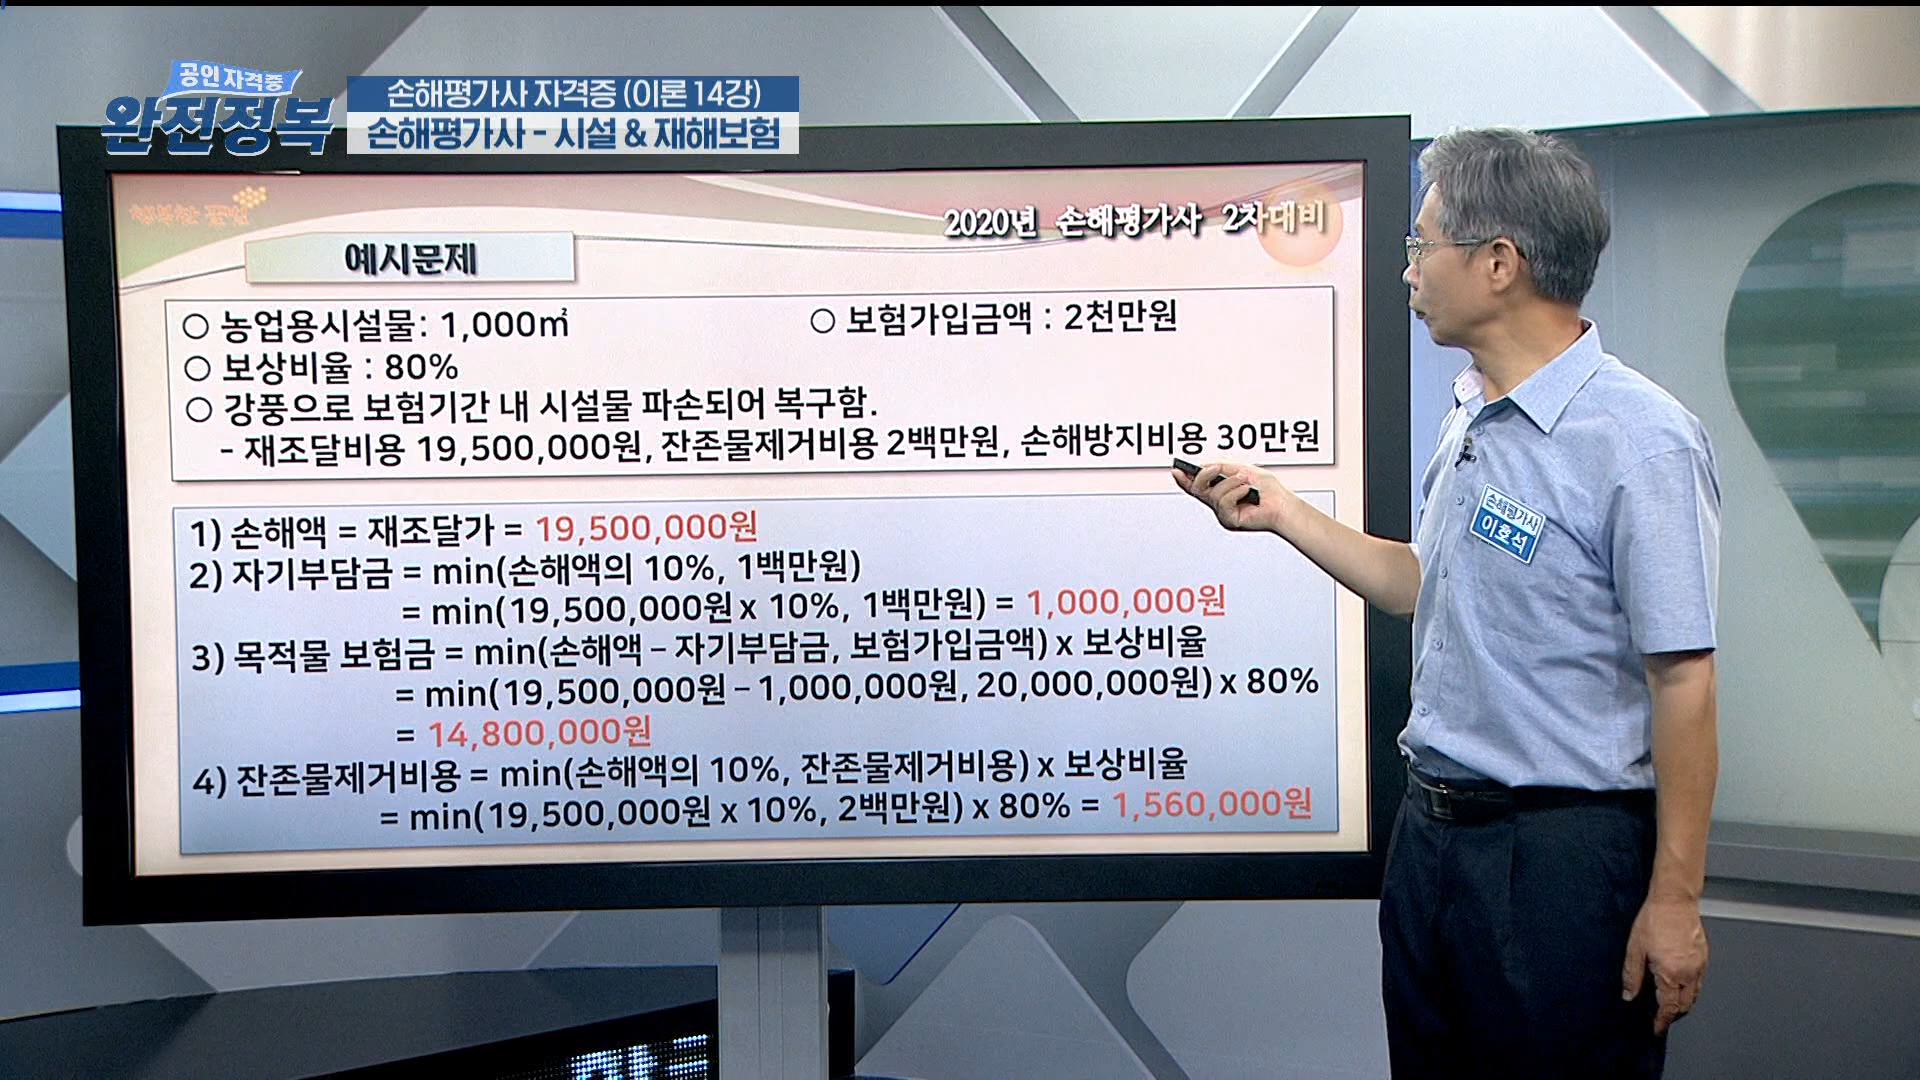 공인 자격증
완전정복
손해평가사 자격증 (이론 14강)
손해평가사 - 시설 & 재해보험
2020년 손해평가사 2차대비
예시문제
○ 농업용시설물: 1,000㎡ ○ 보험가입금액 : 2천만원
○ 보상비율 : 80%
○ 강풍으로 보험기간 내 시설물 파손되어 복구함.
- 재조달비용 19,500,000원, 잔존물제거비용 2백만원, 손해방지비용 30만원
1) 손해액 = 재조달가 = 19,500,000원
2) 자기부담금 = min(손해액의 10%, 1백만원)
= min(19,500,000원 x 10%, 1백만원) = 1,000,000원
3) 목적물 보험금 = min(손해액 – 자기부담금, 보험가입금액) x 보상비율
= min(19,500,000원 – 1,000,000원, 20,000,000원) x 80%
= 14,800,000원
4) 잔존물제거비용 = min(손해액의 10%, 잔존물제거비용) x 보상비율
= min(19,500,000원 x 10%, 2백만원) x 80% = 1,560,000원
손해평가사
이호석